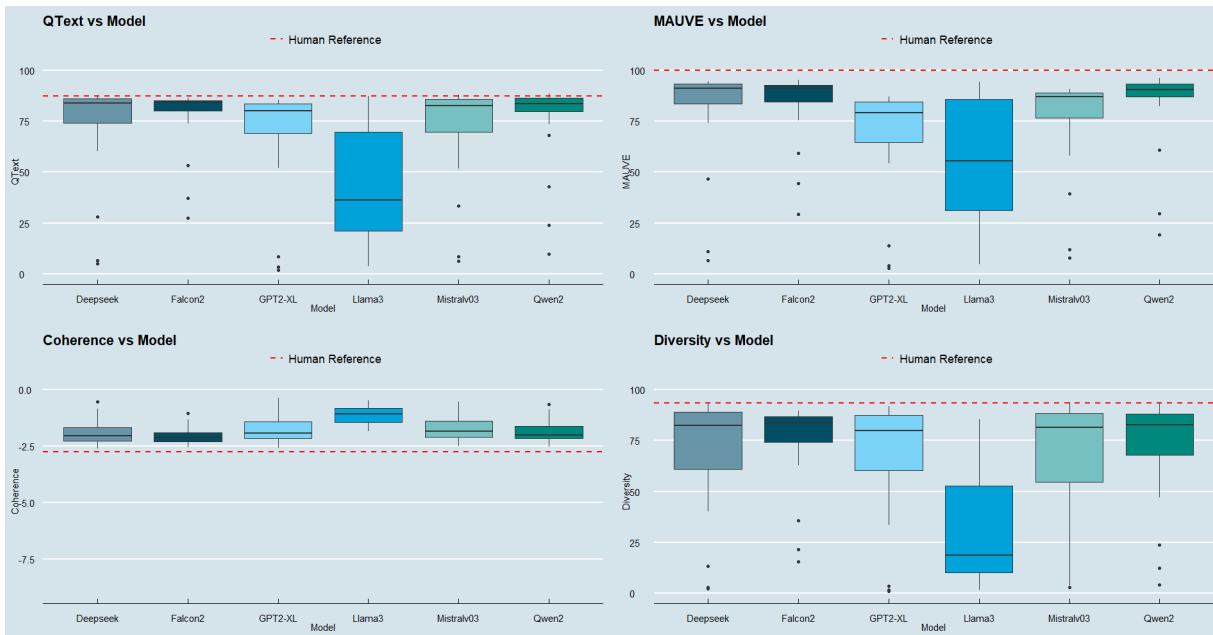 QText vs Model
Human Reference
100
75
50
25
0
QText
Deepseek Falcon2 GPT2-XL Llama3 Mistralv03 Qwen2
Model
MAUVE vs Model
Human Reference
100
75
50
25
0
MAUVE
Deepseek Falcon2 GPT2-XL Llama3 Mistralv03 Qwen2
Model
Coherence vs Model
Human Reference
0.0
-2.5
-5.0
-7.5
Coherence
Deepseek Falcon2 GPT2-XL Llama3 Mistralv03 Qwen2
Model
Diversity vs Model
Human Reference
100
75
50
25
0
Diversity
Deepseek Falcon2 GPT2-XL Llama3 Mistralv03 Qwen2
Model